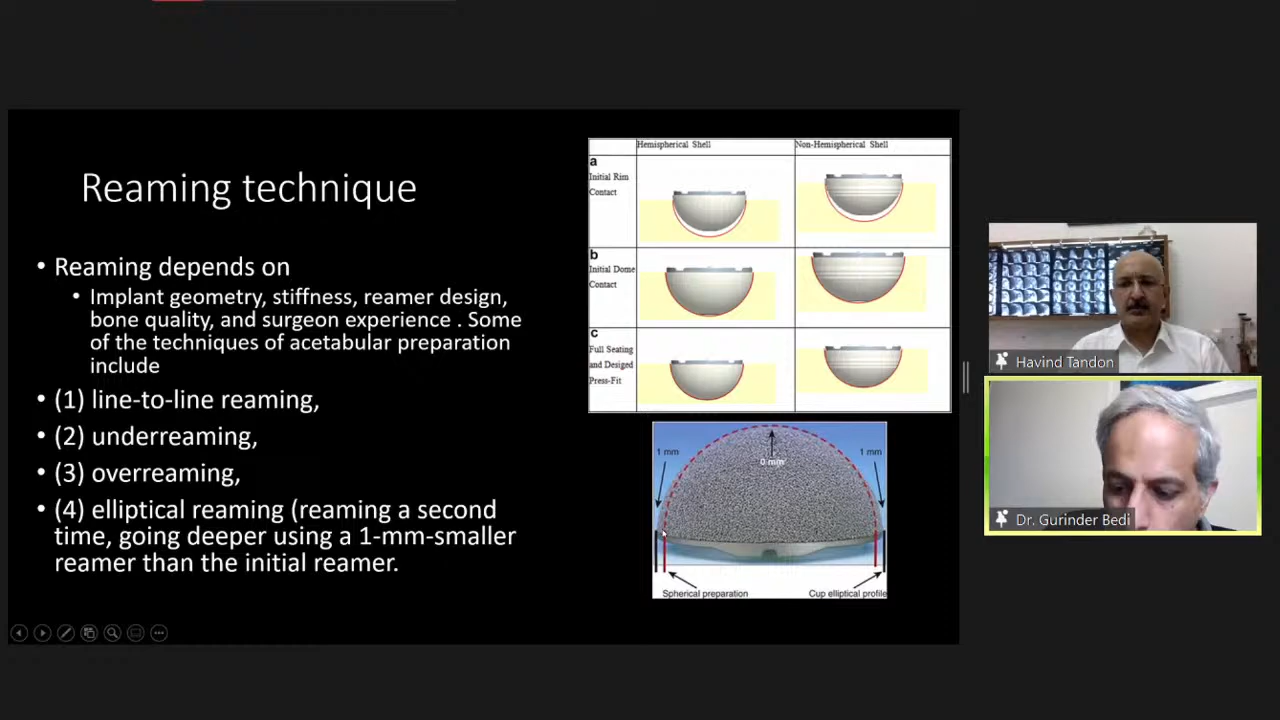 Reaming technique
• Reaming depends on
• Implant geometry, stiffness, reamer design,
bone quality, and surgeon experience . Some
of the techniques of acetabular preparation
include
• (1) line-to-line reaming,
• (2) underreaming,
• (3) overreaming,
• (4) elliptical reaming (reaming a second
time, going deeper using a 1-mm-smaller
reamer than the initial reamer.
Hemispherical Shell
Non-Hemispherical Shell
a
Initial Rim
Contact
b
Initial Dome
Contact
c
Full Seating
and Desiged
Press-Fit
1 mm
0 mm
1 mm
Spherical preparation
Cup elliptical profile
Havind Tandon
Dr. Gurinder Bedi